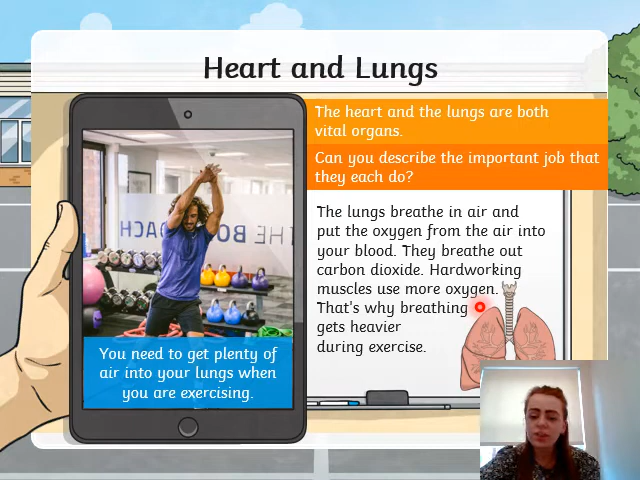 Heart and Lungs
The heart and the lungs are both
vital organs.
Can you describe the important job that
they each do?
THE BO
ACH
The lungs breathe in air and
put the oxygen from the air into
your blood. They breathe out
carbon dioxide. Hardworking
muscles use more oxygen.
That's why breathing
gets heavier
during exercise.
You need to get plenty of
air into your lungs when
you are exercising.